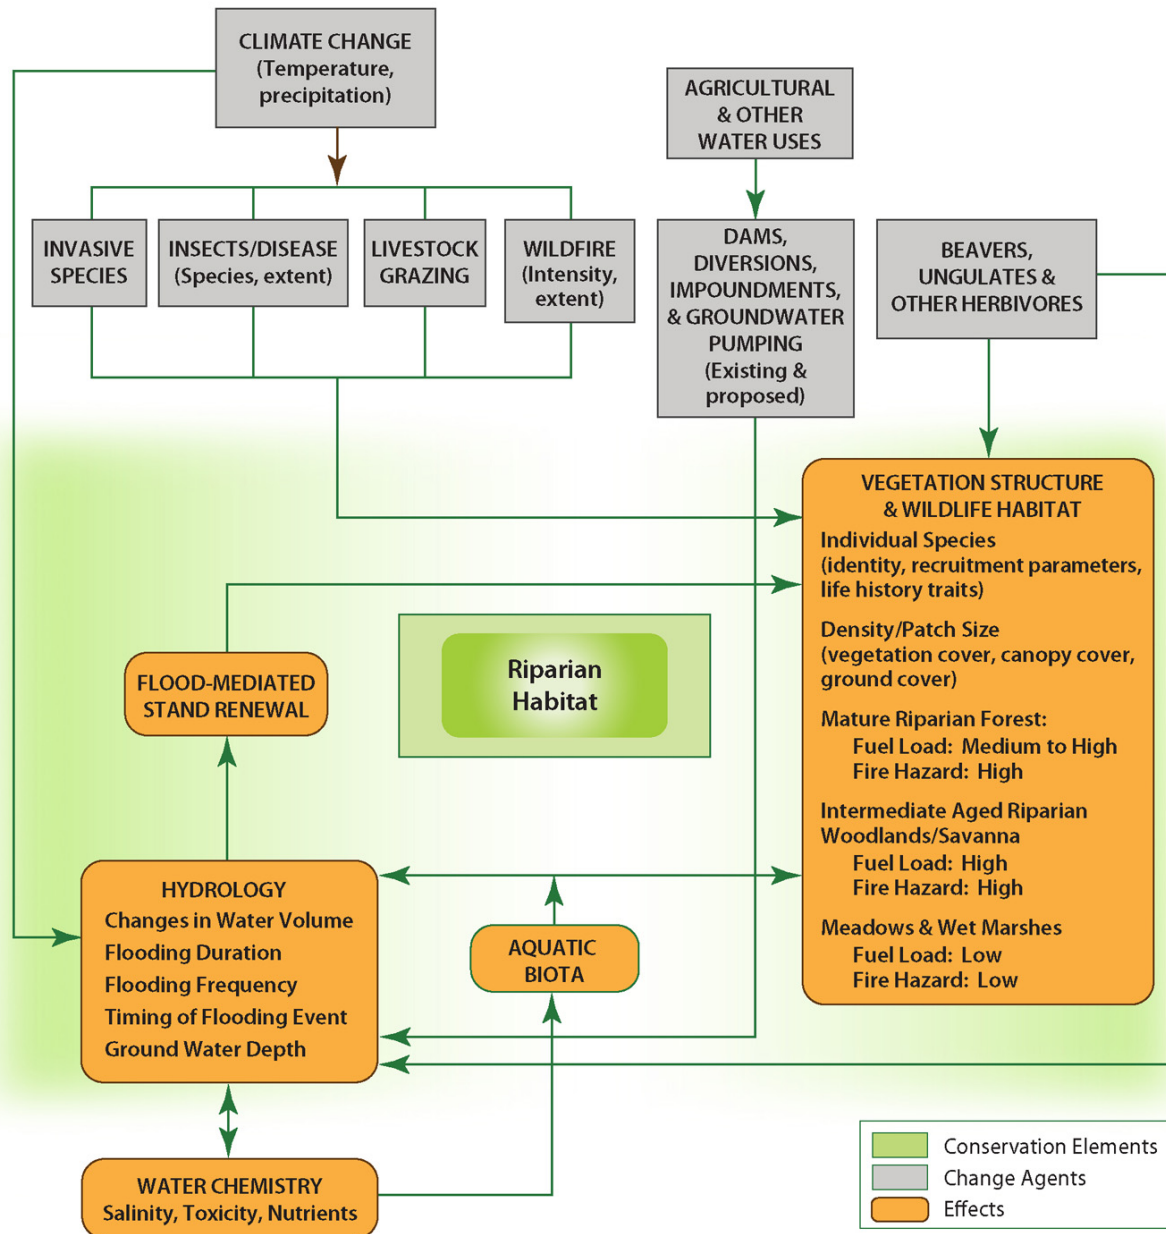 CLIMATE CHANGE
(Temperature,
precipitation)
AGRICULTURAL
& OTHER
WATER USES
INVASIVE
SPECIES
INSECTS/DISEASE
(Species, extent)
LIVESTOCK
GRAZING
WILDFIRE
(Intensity,
extent)
DAMS,
DIVERSIONS,
IMPOUNDMENTS,
& GROUNDWATER
PUMPING
(Existing &
proposed)
BEAVERS,
UNGULATES &
OTHER HERBIVORES
VEGETATION STRUCTURE
& WILDLIFE HABITAT
Individual Species
(identity, recruitment parameters,
life history traits)
Density/Patch Size
(vegetation cover, canopy cover,
ground cover)
Mature Riparian Forest:
Fuel Load: Medium to High
Fire Hazard: High
Intermediate Aged Riparian
Woodlands/Savanna
Fuel Load: High
Fire Hazard: High
Meadows & Wet Marshes
Fuel Load: Low
Fire Hazard: Low
Riparian
Habitat
FLOOD-MEDIATED
STAND RENEWAL
HYDROLOGY
Changes in Water Volume
Flooding Duration
Flooding Frequency
Timing of Flooding Event
Ground Water Depth
AQUATIC
BIOTA
WATER CHEMISTRY
Salinity, Toxicity, Nutrients
Conservation Elements
Change Agents
Effects